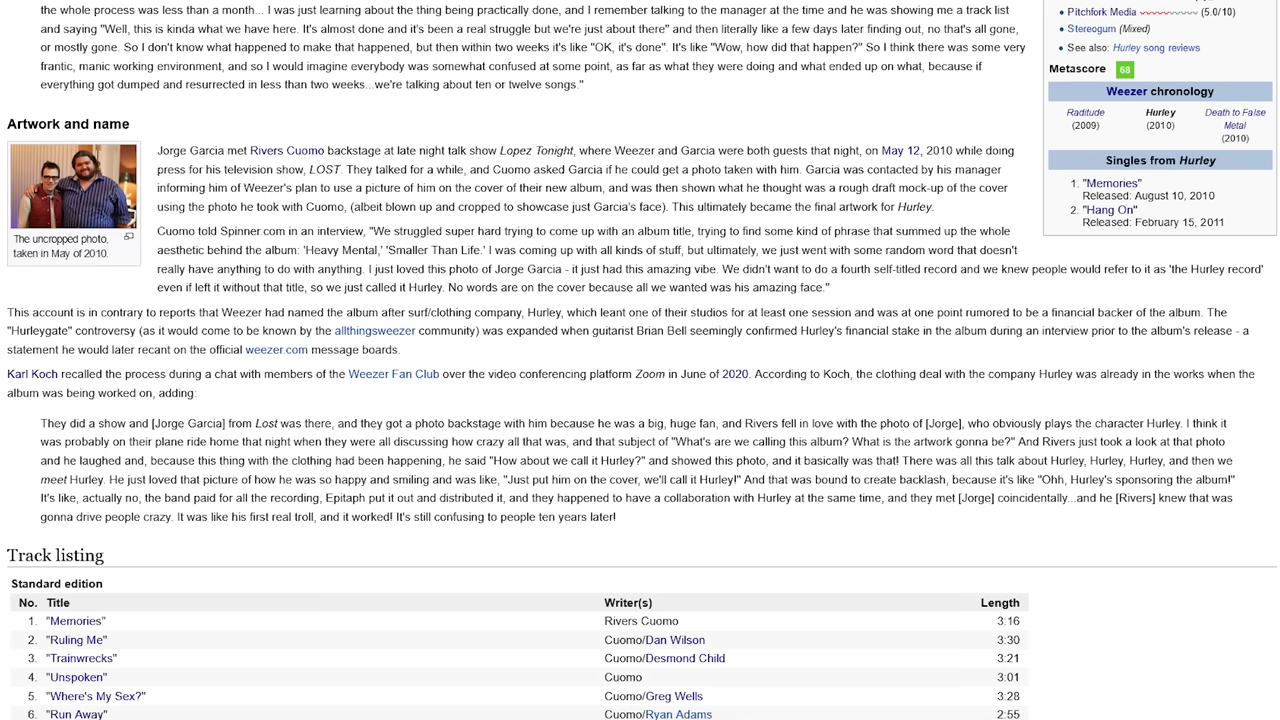 the whole process was less than a month... I was just learning about the thing being practically done, and I remember talking to the manager at the time and he was showing me a track list
and saying "Well, this is kinda what we have here. It's almost done and it's been a real struggle but we're just about there" and then literally like a few days later finding out, no that's all gone,
or mostly gone. So I don't know what happened to make that happened, but then within two weeks it's like "OK, it's done". It's like "Wow, how did that happen?" So I think there was some very
frantic, manic working environment, and so I would imagine everybody was somewhat confused at some point, as far as what they were doing and what ended up on what, because if
everything got dumped and resurrected in less than two weeks...we're talking about ten or twelve songs."
Artwork and name
The uncropped photo,
taken in May of 2010.
Jorge Garcia met Rivers Cuomo backstage at late night talk show Lopez Tonight, where Weezer and Garcia were both guests that night, on May 12, 2010 while doing
press for his television show, LOST. They talked for a while, and Cuomo asked Garcia if he could get a photo taken with him. Garcia was contacted by his manager
informing him of Weezer's plan to use a picture of him on the cover of their new album, and was then shown what he thought was a rough draft mock-up of the cover
using the photo he took with Cuomo, (albeit blown up and cropped to showcase just Garcia's face). This ultimately became the final artwork for Hurley.
Cuomo told Spinner.com in an interview, "We struggled super hard trying to come up with an album title, trying to find some kind of phrase that summed up the whole
aesthetic behind the album: 'Heavy Mental,' 'Smaller Than Life.' I was coming up with all kinds of stuff, but ultimately, we just went with some random word that doesn't
really have anything to do with anything. I just loved this photo of Jorge Garcia - it just had this amazing vibe. We didn't want to do a fourth self-titled record and we knew people would refer to it as 'the Hurley record'
even if left it without that title, so we just called it Hurley. No words are on the cover because all we wanted was his amazing face."
This account is in contrary to reports that Weezer had named the album after surf/clothing company, Hurley, which leant one of their studios for at least one session and was at one point rumored to be a financial backer of the album. The
"Hurleygate" controversy (as it would come to be known by the allthingsweezer community) was expanded when guitarist Brian Bell seemingly confirmed Hurley's financial stake in the album during an interview prior to the album's release - a
statement he would later recant on the official weezer.com message boards.
Karl Koch recalled the process during a chat with members of the Weezer Fan Club over the video conferencing platform Zoom in June of 2020. According to Koch, the clothing deal with the company Hurley was already in the works when the
album was being worked on, adding:
They did a show and [Jorge Garcia] from Lost was there, and they got a photo backstage with him because he was a big, huge fan, and Rivers fell in love with the photo of [Jorge], who obviously plays the character Hurley. I think it
was probably on their plane ride home that night when they were all discussing how crazy all that was, and that subject of "What's are we calling this album? What is the artwork gonna be?" And Rivers just took a look at that photo
and he laughed and, because this thing with the clothing had been happening, he said "How about we call it Hurley?" and showed this photo, and it basically was that! There was all this talk about Hurley, Hurley, Hurley, and then we
meet Hurley. He just loved that picture of how he was so happy and smiling and was like, "Just put him on the cover, we'll call it Hurley!" And that was bound to create backlash, because it's like "Ohh, Hurley's sponsoring the album!"
It's like, actually no, the band paid for all the recording, Epitaph put it out and distributed it, and they happened to have a collaboration with Hurley at the same time, and they met [Jorge] coincidentally...and he [Rivers] knew that was
gonna drive people crazy. It was like his first real troll, and it worked! It's still confusing to people ten years later!
Pitchfork Media (5.0/10)
Stereogum (Mixed)
See also: Hurley song reviews
Metascore 68
Weezer chronology
Raditude Hurley Death to False
(2009) (2010) Metal
(2010)
Singles from Hurley
1. "Memories"
Released: August 10, 2010
2. "Hang On"
Released: February 15, 2011
Track listing
Standard edition
No. Title Writer(s) Length
1. "Memories" Rivers Cuomo 3:16
2. "Ruling Me" Cuomo/Dan Wilson 3:30
3. "Trainwrecks" Cuomo/Desmond Child 3:21
4. "Unspoken" Cuomo 3:01
5. "Where's My Sex?" Cuomo/Greg Wells 3:28
6. "Run Away" Cuomo/Ryan Adams 2:55